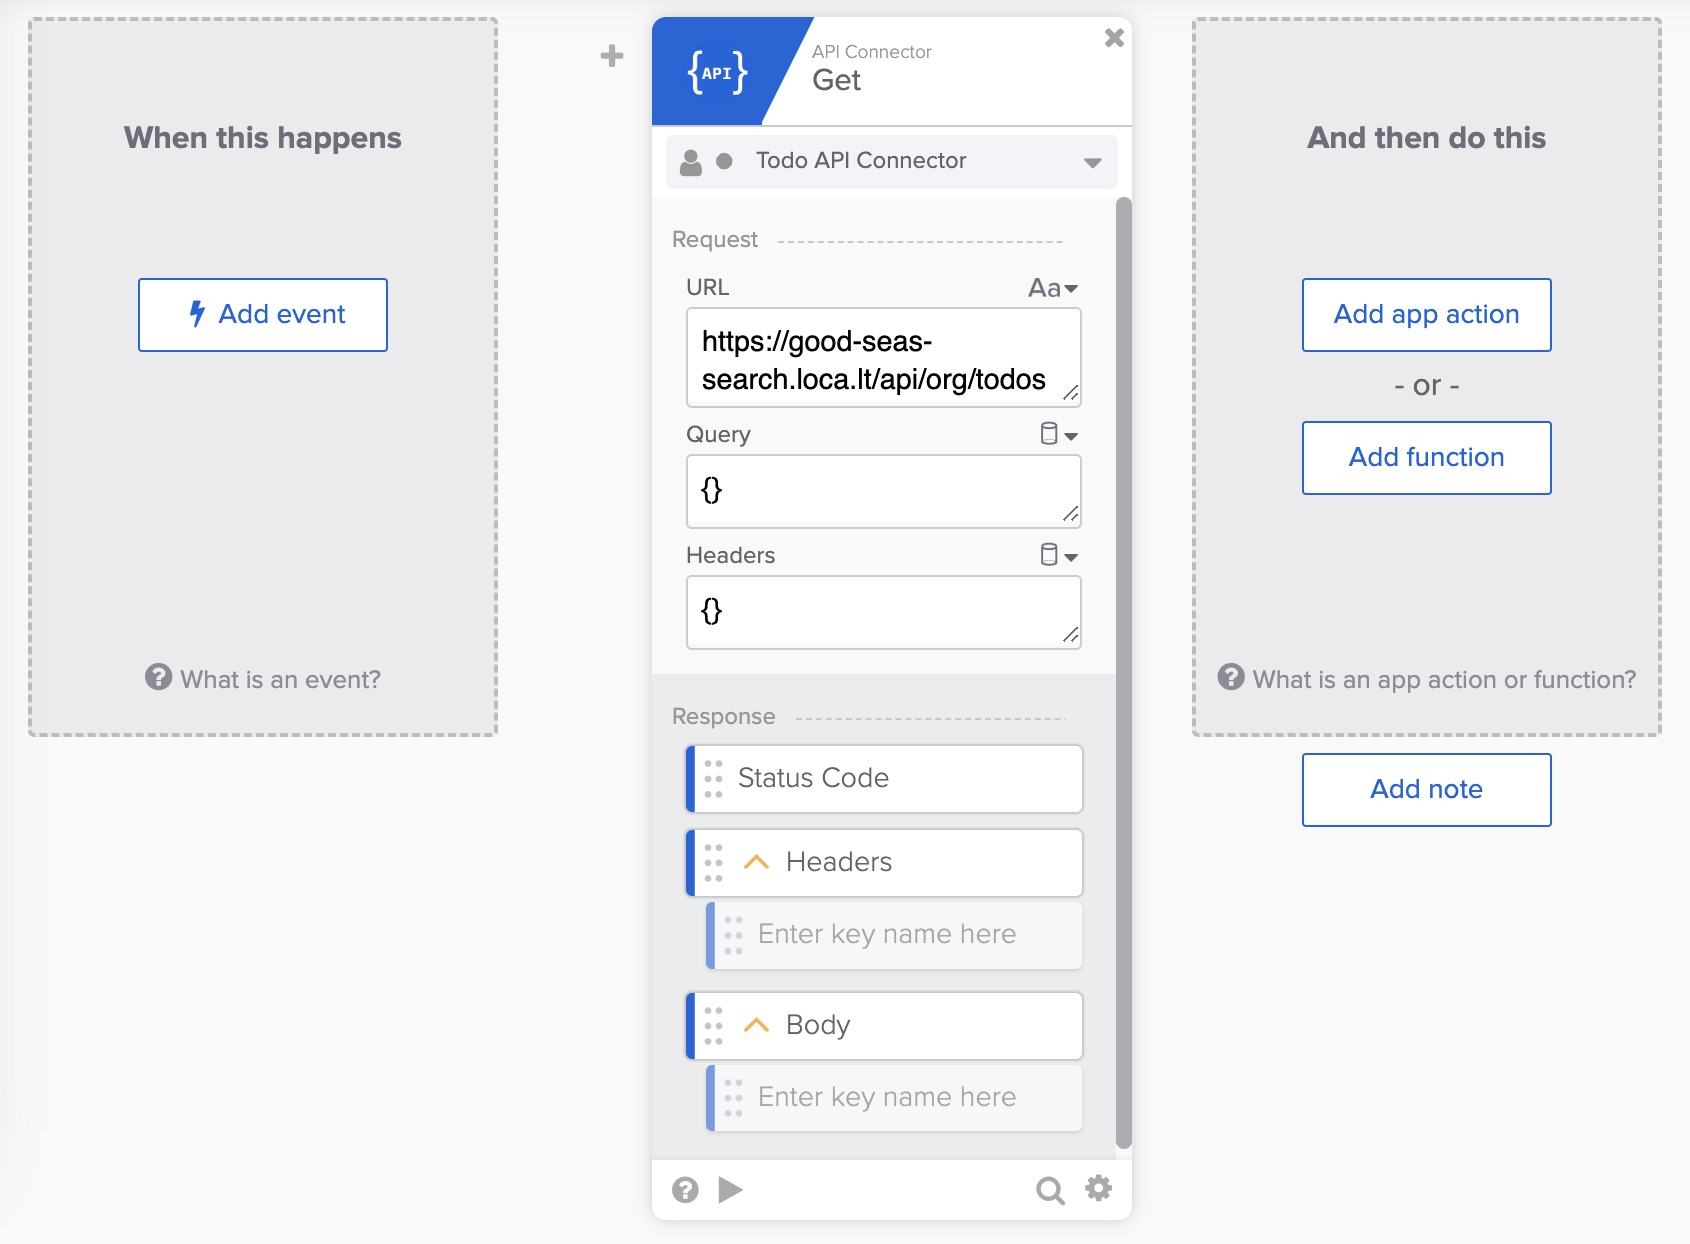 When this happens
Add event
What is an event?
{API}
API Connector
Get
Todo API Connector
Request
URL
Aa
https://good-seas-
search.loca.lt/api/org/todos
Query
{}
Headers
{}
Response
Status Code
Headers
Enter key name here
Body
Enter key name here
And then do this
Add app action
- or -
Add function
What is an app action or function?
Add note